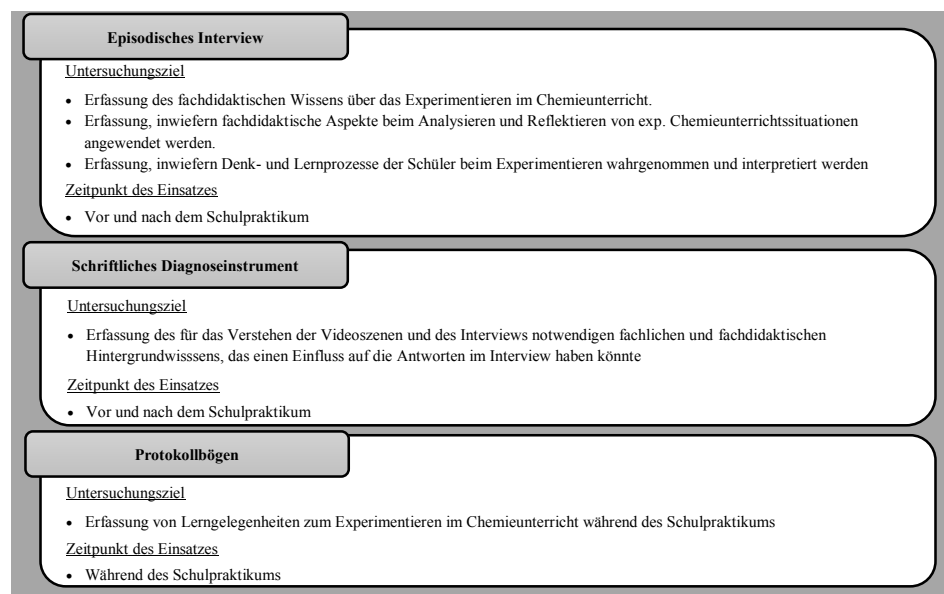 Episodisches Interview
Untersuchungsziel
• Erfassung des fachdidaktischen Wissens über das Experimentieren im Chemieunterricht.
• Erfassung, inwiefern fachdidaktische Aspekte beim Analysieren und Reflektieren von exp. Chemieunterrichtssituationen
angewendet werden.
• Erfassung, inwiefern Denk- und Lernprozesse der Schüler beim Experimentieren wahrgenommen und interpretiert werden
Zeitpunkt des Einsatzes
• Vor und nach dem Schulpraktikum
Schriftliches Diagnoseinstrument
Untersuchungsziel
• Erfassung des für das Verstehen der Videoszenen und des Interviews notwendigen fachlichen und fachdidaktischen
Hintergrundwisssens, das einen Einfluss auf die Antworten im Interview haben könnte
Zeitpunkt des Einsatzes
• Vor und nach dem Schulpraktikum
Protokollbögen
Untersuchungsziel
• Erfassung von Lerngelegenheiten zum Experimentieren im Chemieunterricht während des Schulpraktikums
Zeitpunkt des Einsatzes
• Während des Schulpraktikums